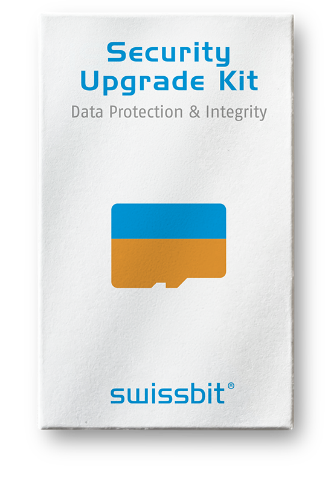 Security
Upgrade Kit
Data Protection & Integrity
swissbit®